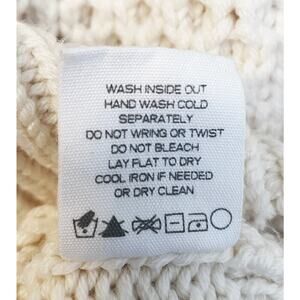 WASH INSIDE OUT
HAND WASH COLD
SEPARATELY
DO NOT WRING OR TWIST
DO NOT BLEACH
LAY FLAT TO DRY
COOL IRON IF NEEDED
OR DRY CLEAN